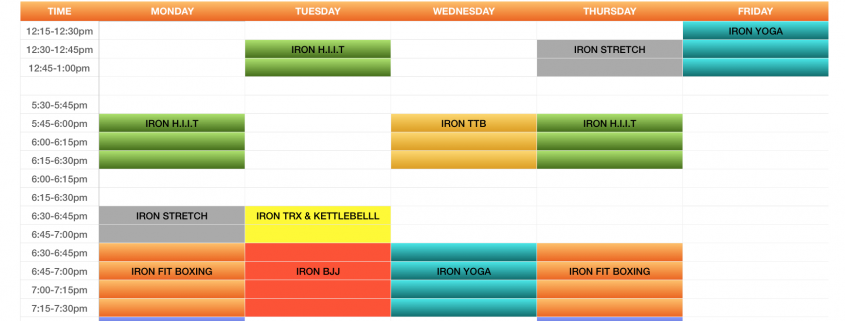 TIME MONDAY TUESDAY WEDNESDAY THURSDAY FRIDAY
12:15-12:30pm IRON YOGA
12:30-12:45pm IRON H.I.I.T IRON STRETCH
12:45-1:00pm
5:30-5:45pm
5:45-6:00pm IRON H.I.I.T IRON TTB IRON H.I.I.T
6:00-6:15pm
6:15-6:30pm
6:00-6:15pm
6:15-6:30pm
6:30-6:45pm IRON STRETCH IRON TRX & KETTLEBELLL
6:45-7:00pm
6:30-6:45pm
6:45-7:00pm IRON FIT BOXING IRON BJJ IRON YOGA IRON FIT BOXING
7:00-7:15pm
7:15-7:30pm